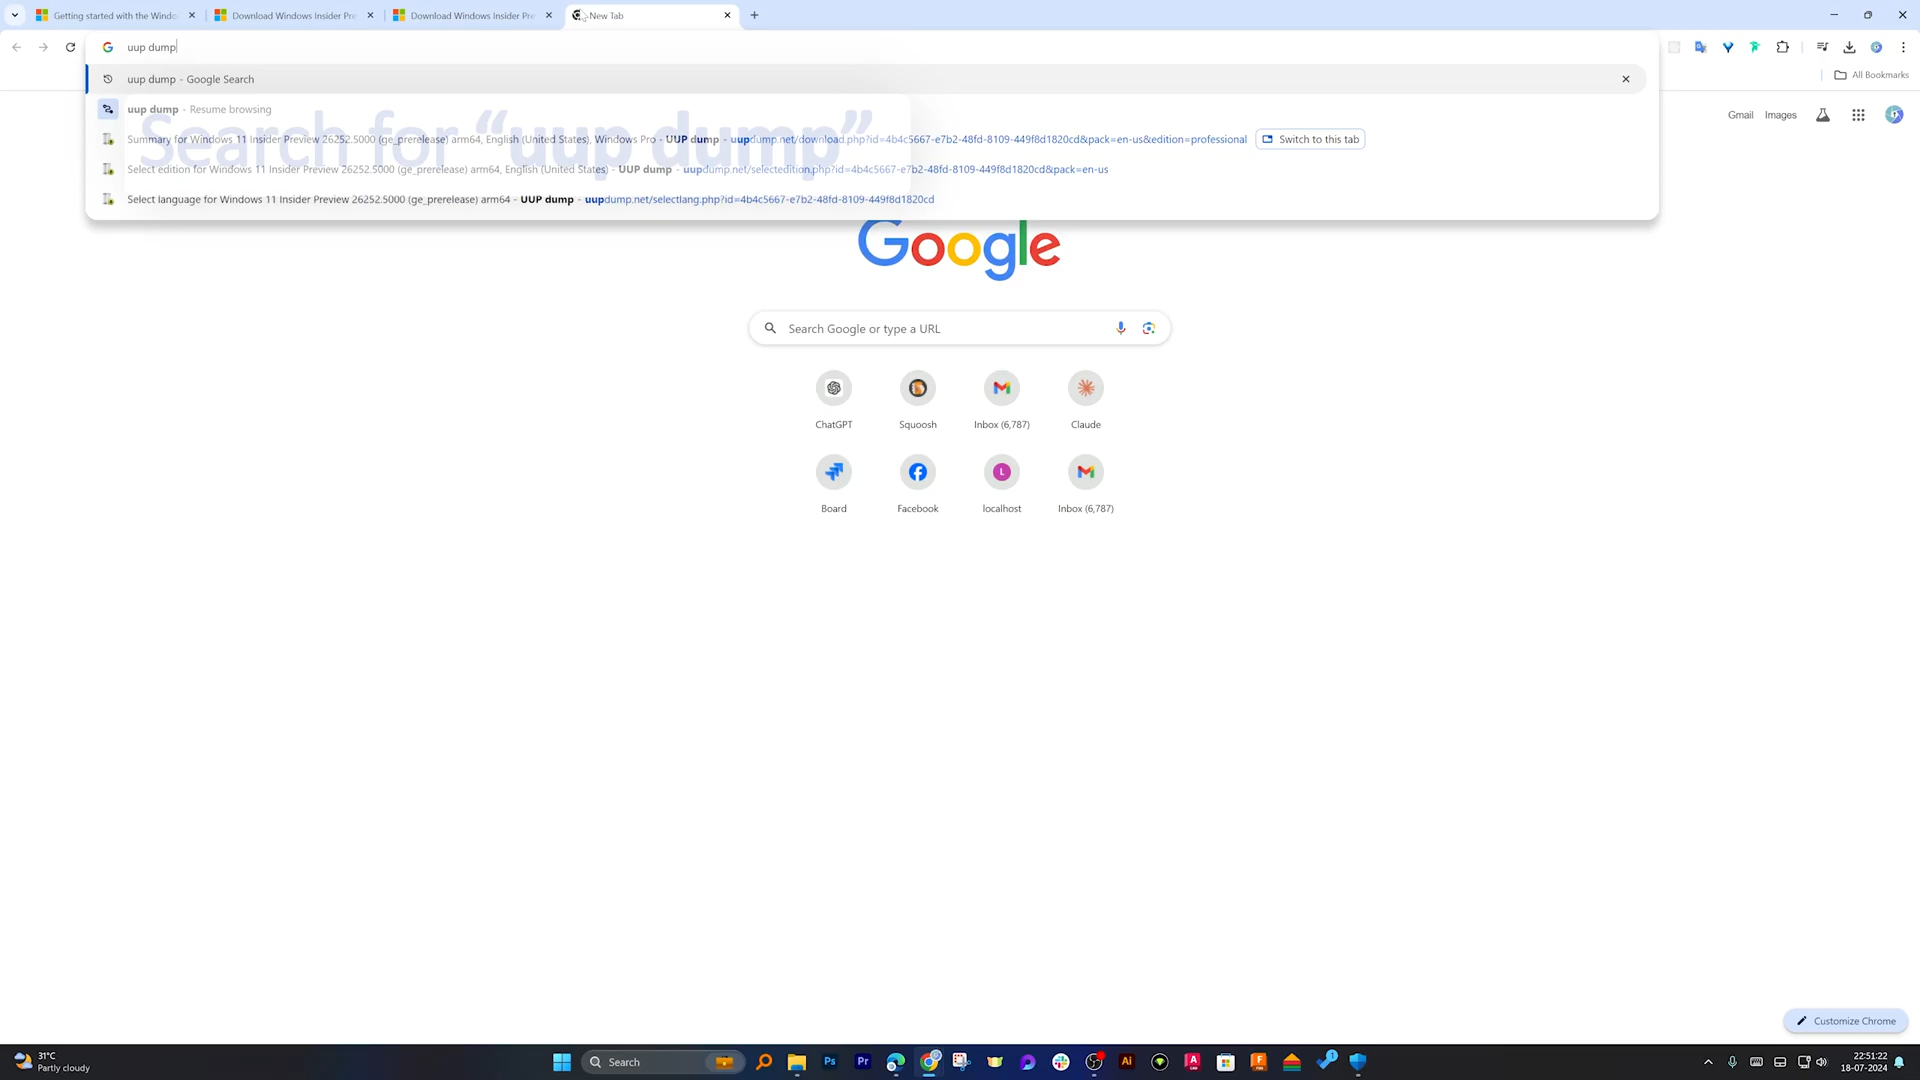 Getting started with the Windo
Download Windows Insider Pre
Download Windows Insider Pre
New Tab
uup dump
uup dump - Google Search
uup dump - Resume browsing
Search for “uup dump”
Summary for Windows 11 Insider Preview 26252.5000 (ge_prerelease) arm64, English (United States), Windows Pro - UUP dump - uupdump.net/download.php?id=4b4c5667-e7b2-48fd-8109-449f8d1820cd&pack=en-us&edition=professional
Switch to this tab
Select edition for Windows 11 Insider Preview 26252.5000 (ge_prerelease) arm64, English (United States) - UUP dump - uupdump.net/selectedition.php?id=4b4c5667-e7b2-48fd-8109-449f8d1820cd&pack=en-us
Select language for Windows 11 Insider Preview 26252.5000 (ge_prerelease) arm64 - UUP dump - uupdump.net/selectlang.php?id=4b4c5667-e7b2-48fd-8109-449f8d1820cd
All Bookmarks
Gmail
Images
Google
Search Google or type a URL
ChatGPT
Squoosh
Inbox (6,787)
Claude
Board
Facebook
L
localhost
Inbox (6,787)
Customize Chrome
31°C
Partly cloudy
Search
Ps
Pr
Ai
22:51:22
18-07-2024